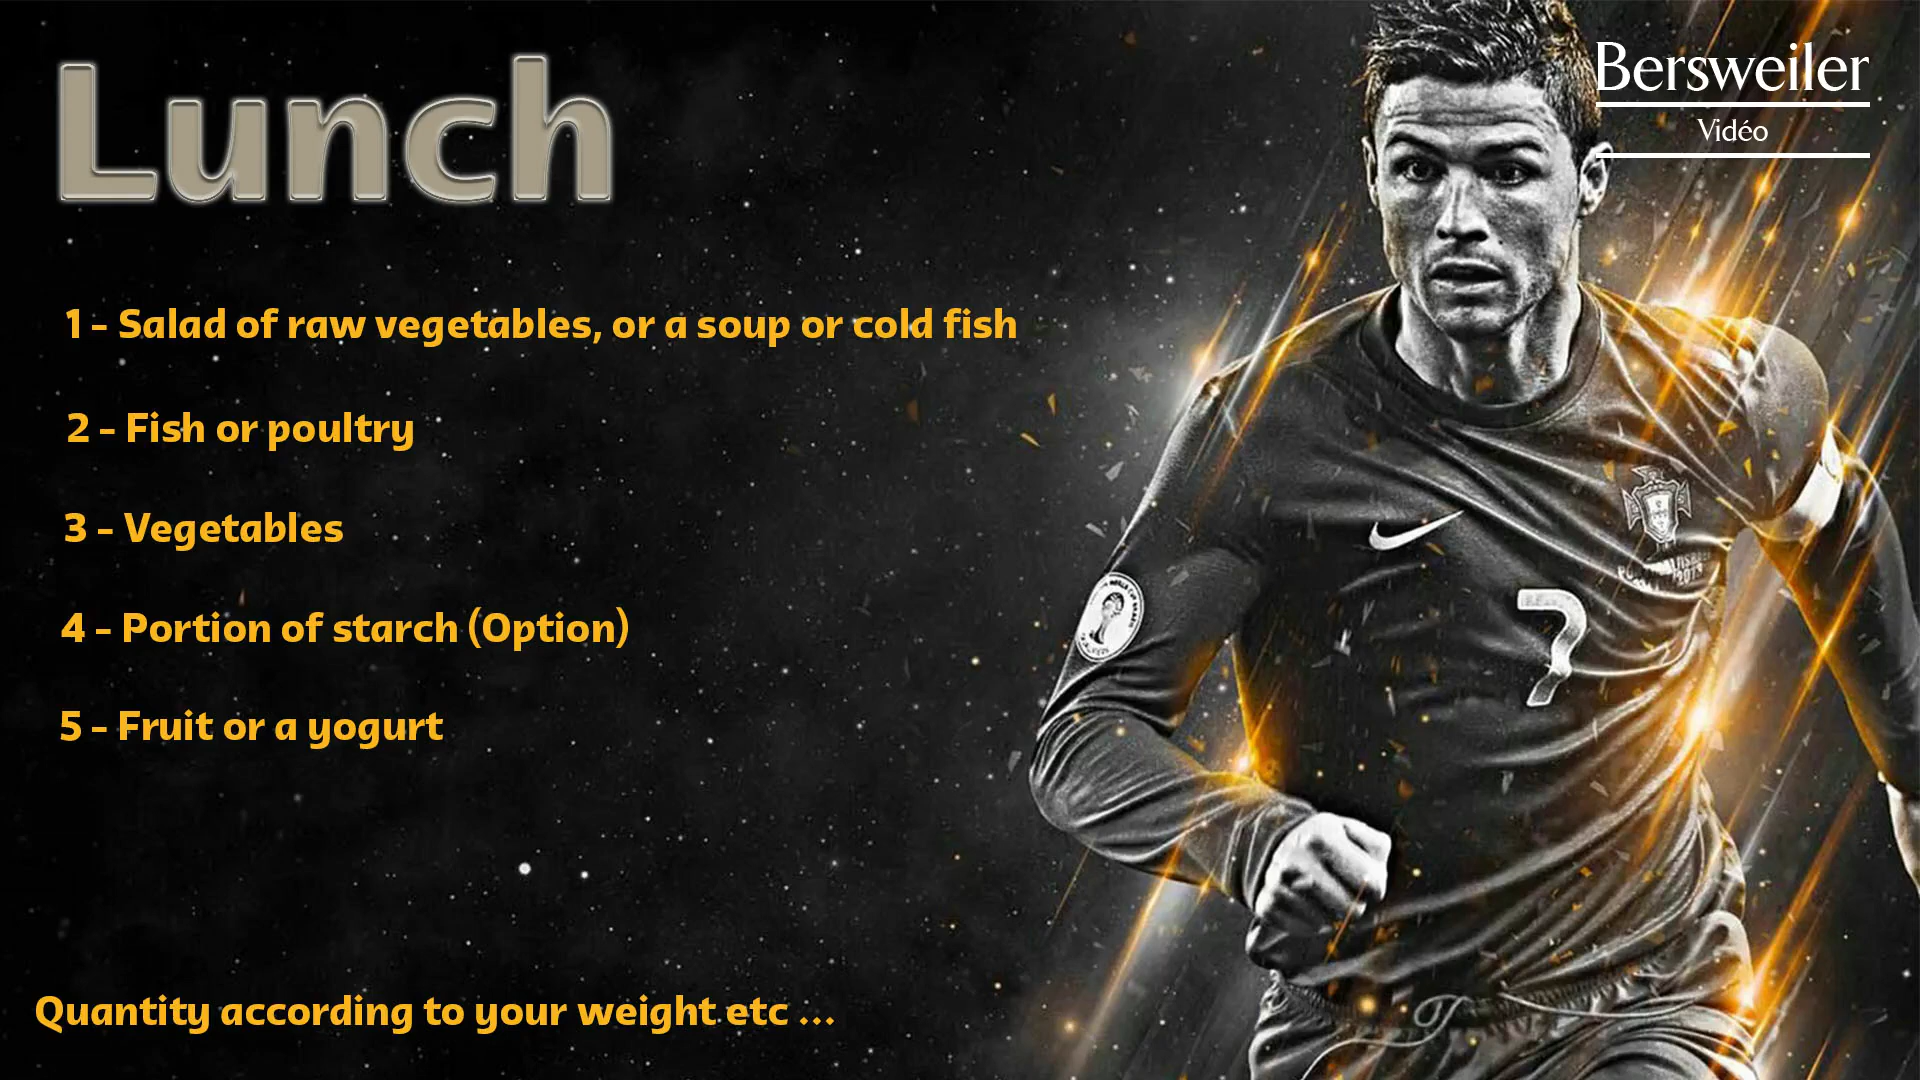 Lunch
Bersweiler
Vidéo
1 - Salad of raw vegetables, or a soup or cold fish
2 - Fish or poultry
3 - Vegetables
4 - Portion of starch (Option)
5 - Fruit or a yogurt
7
Quantity according to your weight etc ...